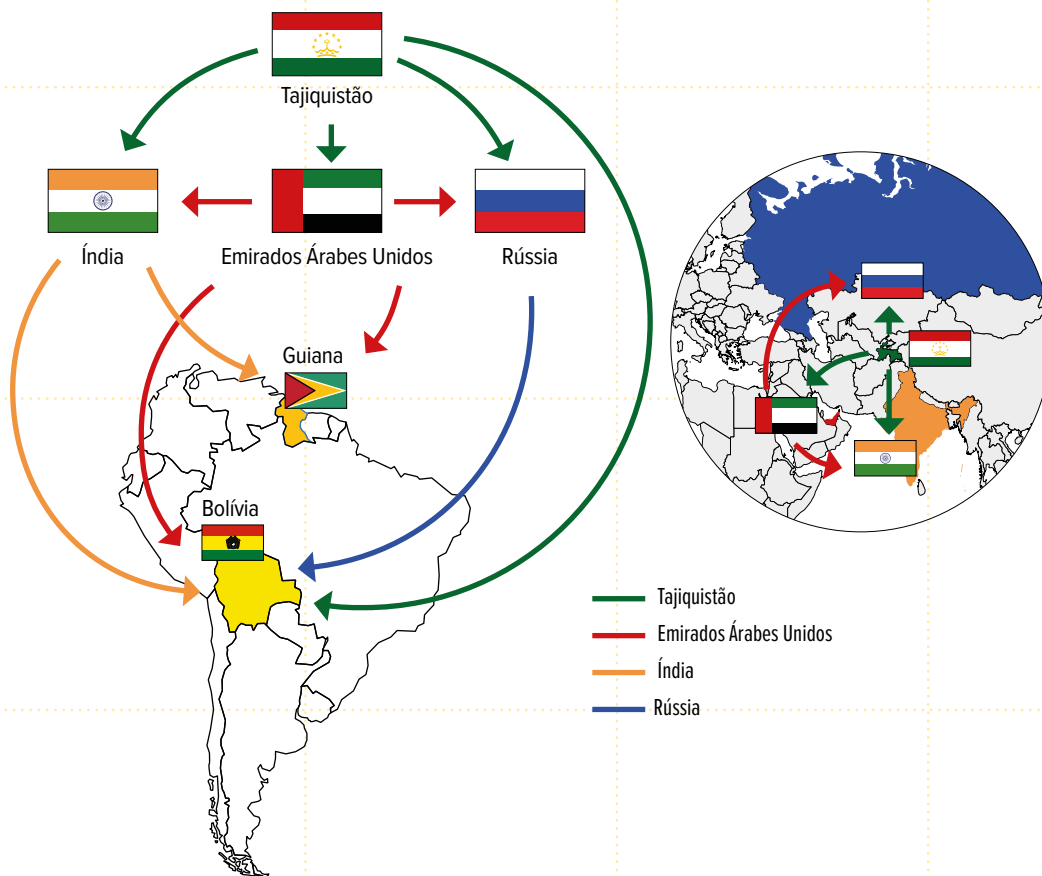 Tajiquistão
Índia
Emirados Árabes Unidos
Rússia
Guiana
Bolívia
Tajiquistão
Emirados Árabes Unidos
Índia
Rússia